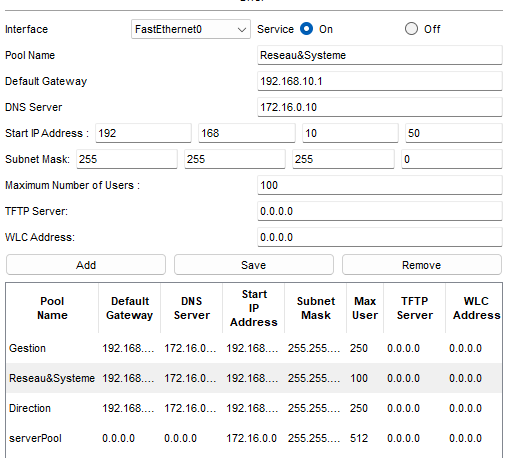 Interface FastEthernet0 Service On Off
Pool Name Reseau&Systeme
Default Gateway 192.168.10.1
DNS Server 172.16.0.10
Start IP Address : 192 168 10 50
Subnet Mask: 255 255 255 0
Maximum Number of Users : 100
TFTP Server: 0.0.0.0
WLC Address: 0.0.0.0
Add Save Remove
Pool Name Default Gateway DNS Server Start IP Address Subnet Mask Max User TFTP Server WLC Address
Gestion 192.168.... 172.16.0... 192.168.... 255.255.... 250 0.0.0.0 0.0.0.0
Reseau&Systeme 192.168.... 172.16.0... 192.168.... 255.255.... 100 0.0.0.0 0.0.0.0
Direction 192.168.... 172.16.0... 192.168.... 255.255.... 250 0.0.0.0 0.0.0.0
serverPool 0.0.0.0 0.0.0.0 172.16.0.0 255.255.... 512 0.0.0.0 0.0.0.0